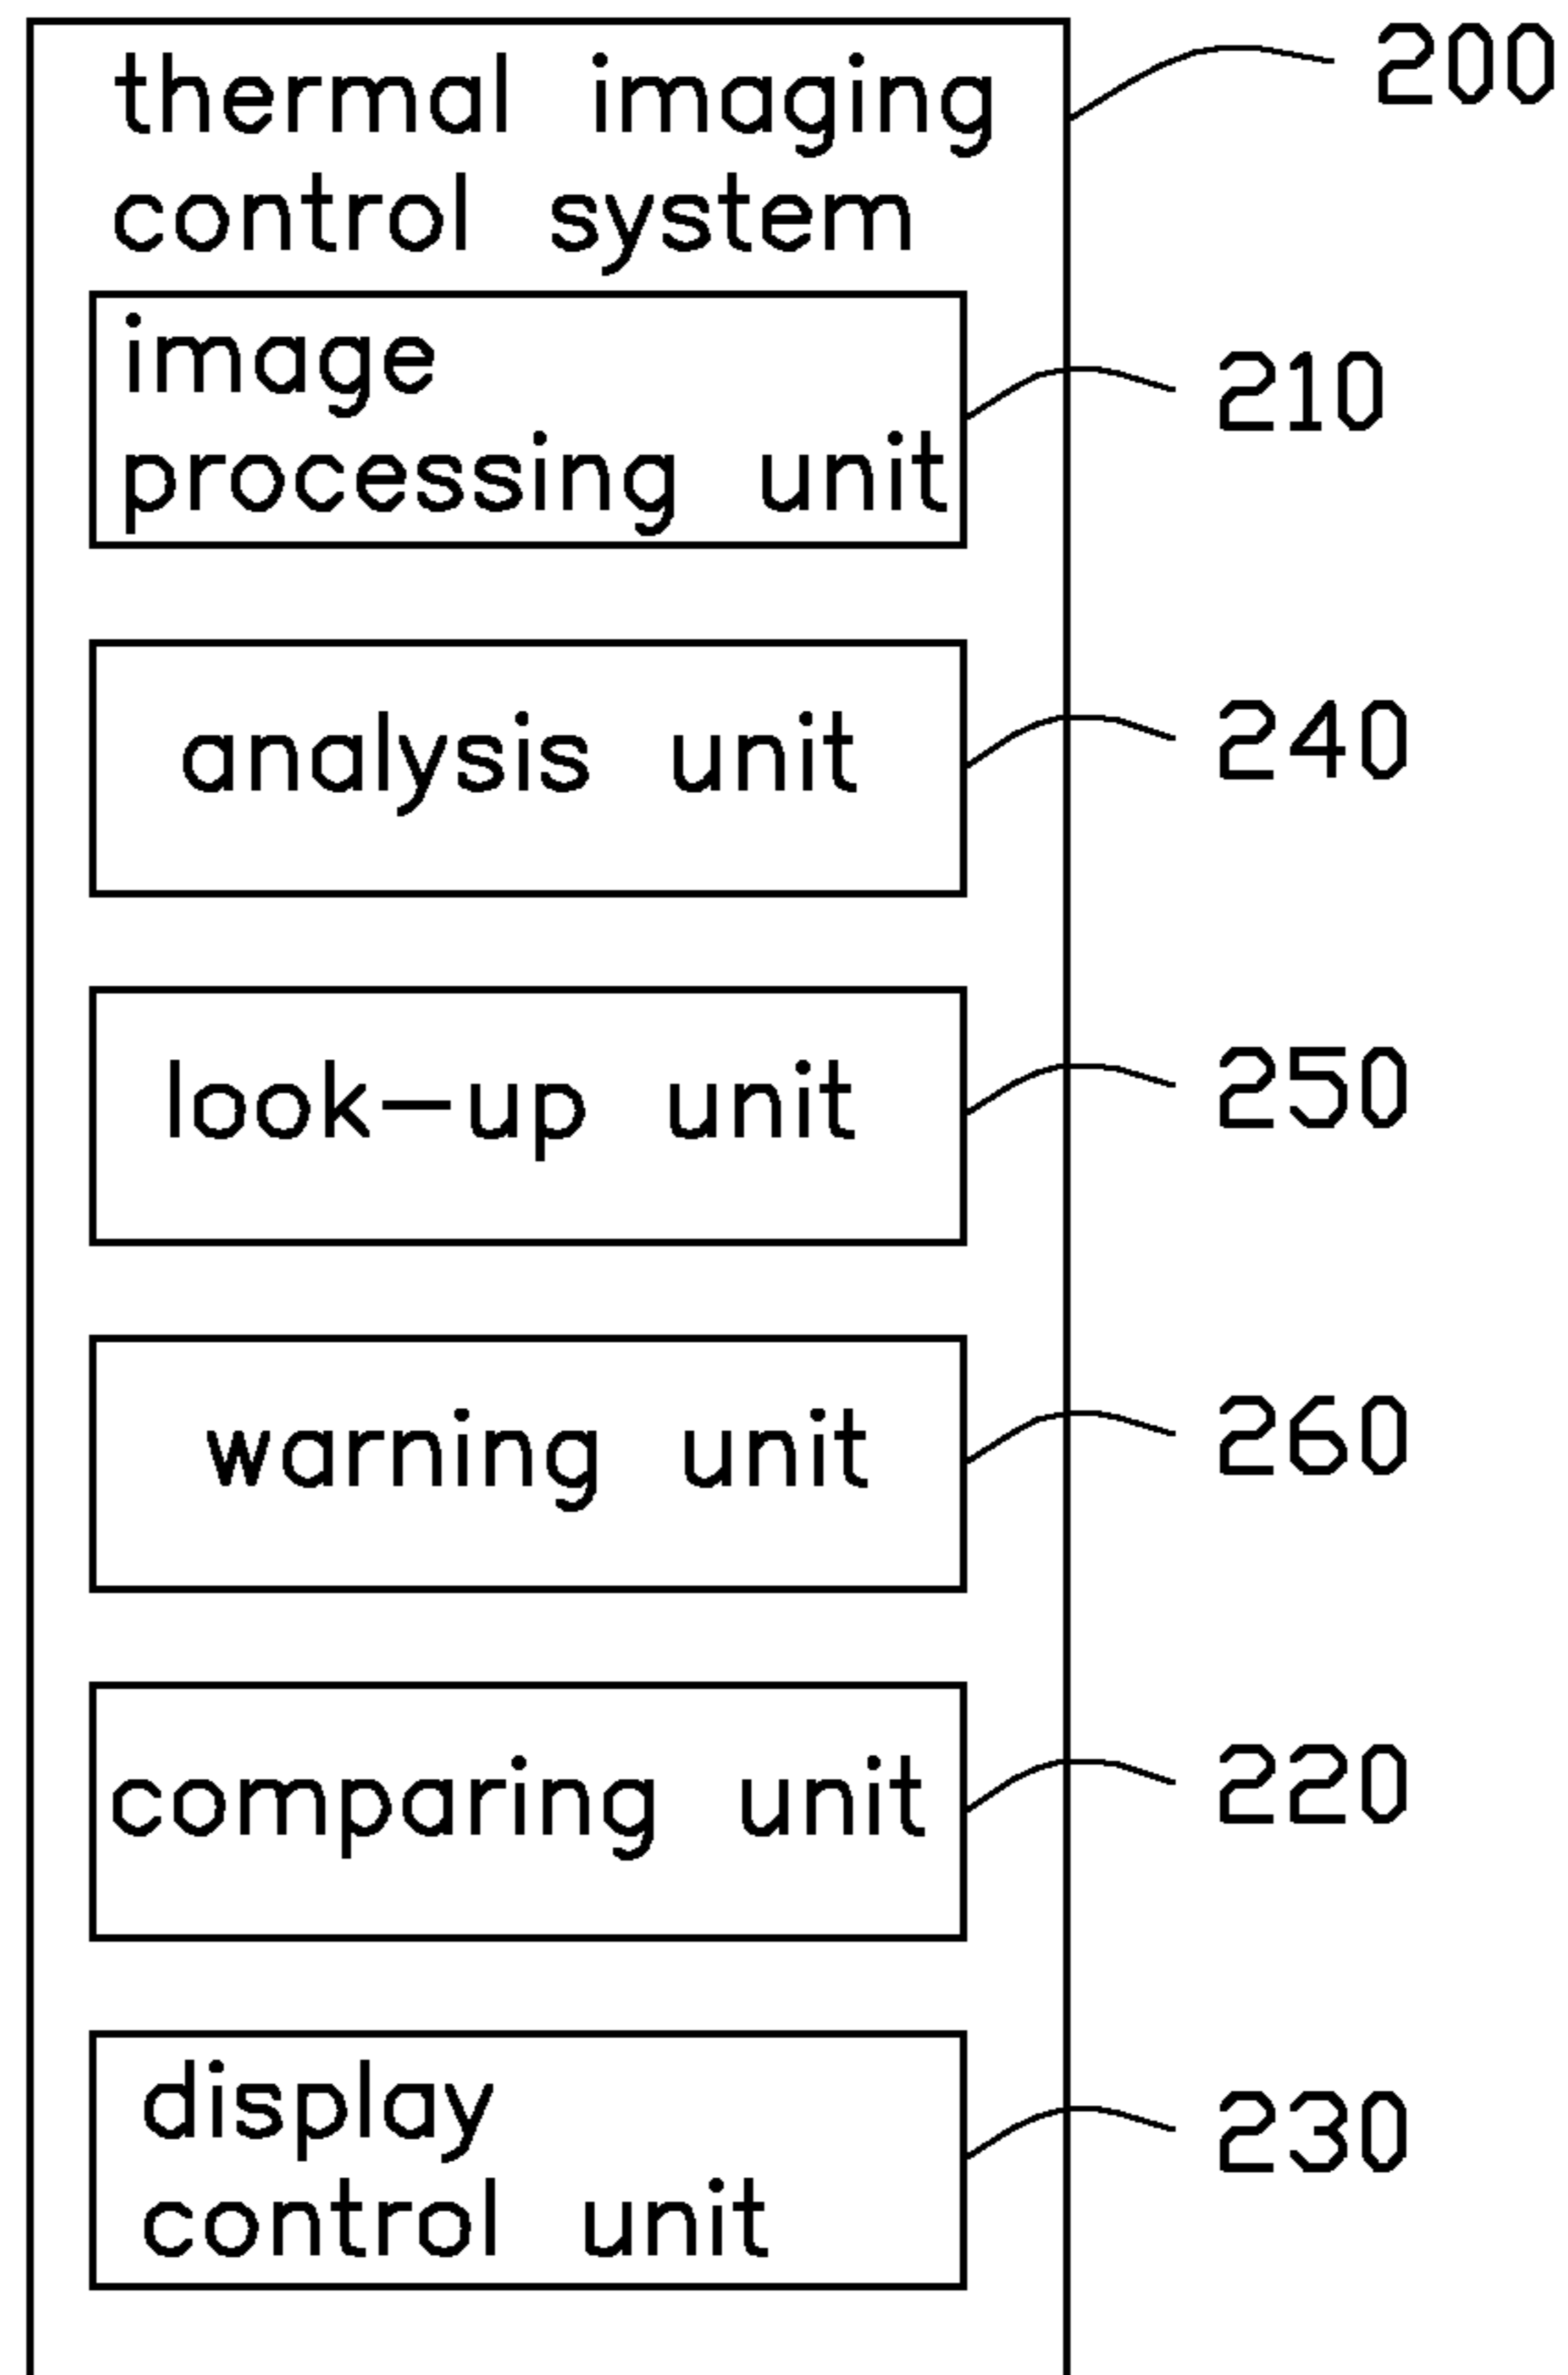 thermal imaging
control system
200
image
processing unit
210
analysis unit
240
look-up unit
250
warning unit
260
comparing unit
220
display
control unit
230